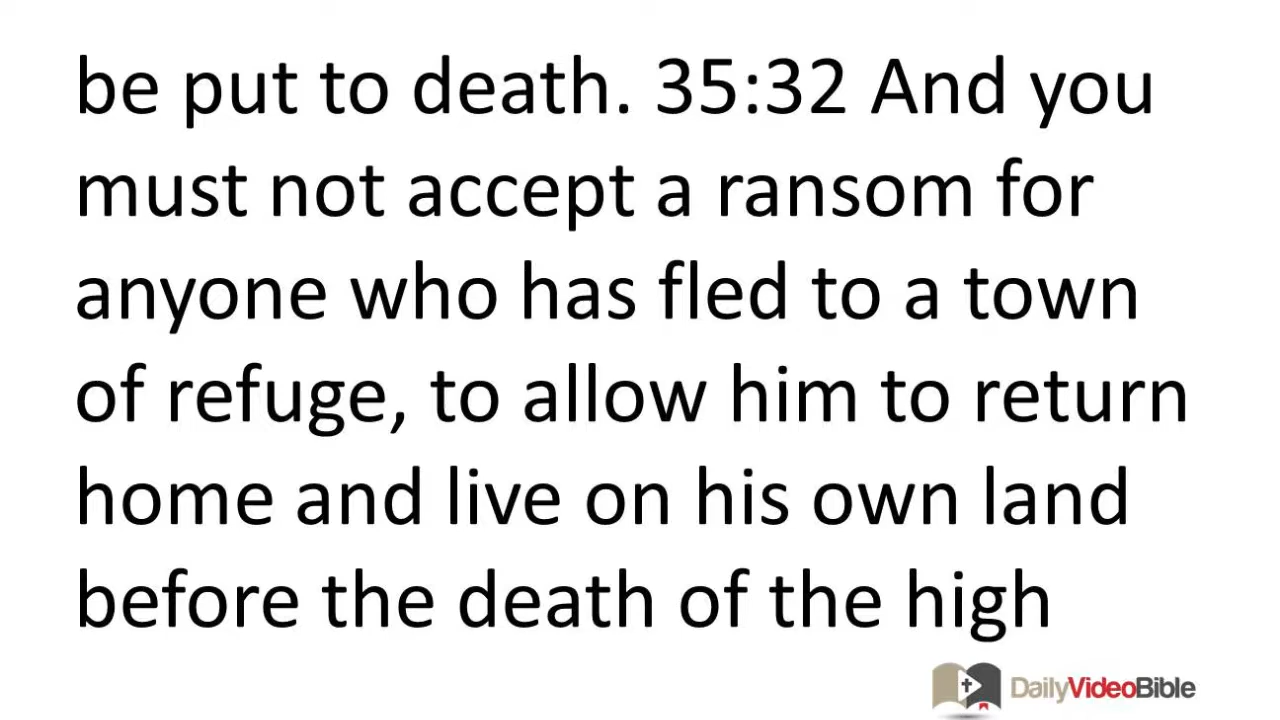 be put to death. 35:32 And you
must not accept a ransom for
anyone who has fled to a town
of refuge, to allow him to return
home and live on his own land
before the death of the high
DailyVideoBible